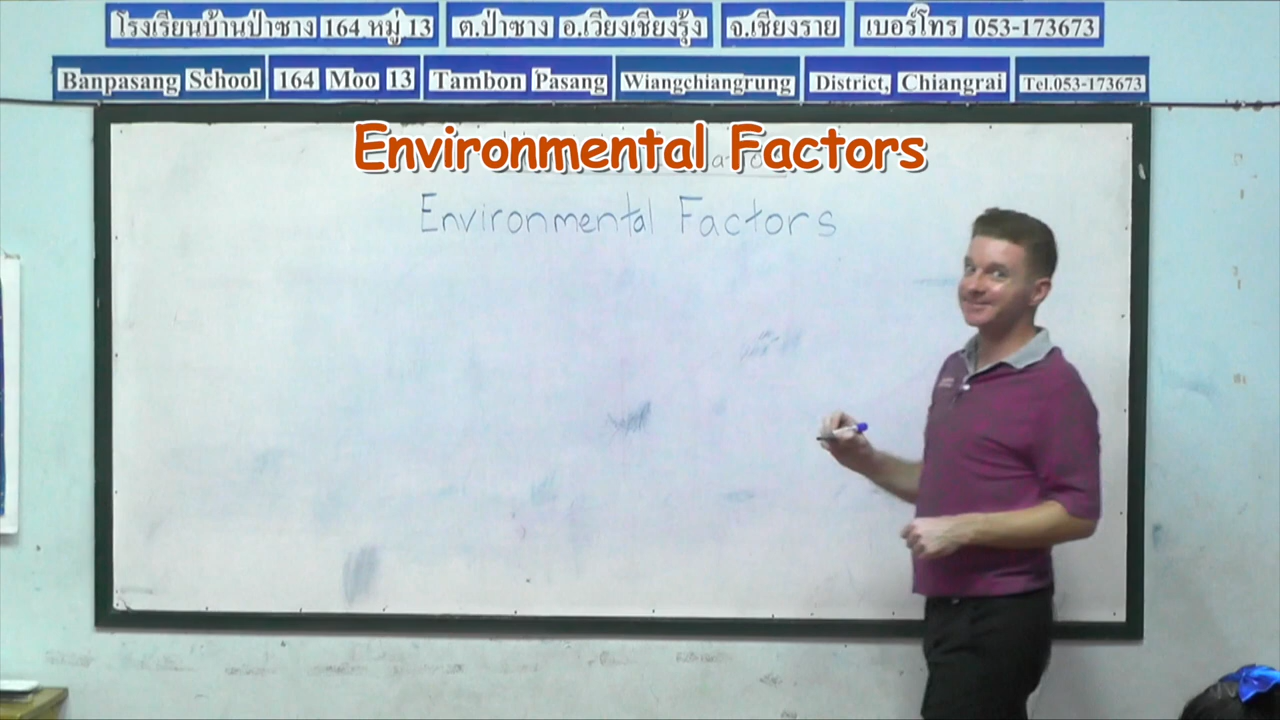 โรงเรียนบ้านป่าซาง 164 หมู่ 13 ต.ป่าซาง อ.เวียงเชียงรุ้ง จ.เชียงราย เบอร์โทร 053-173673
Banpasang School 164 Moo 13 Tambon Pasang Wiangchiangrung District, Chiangrai Tel.053-173673
Environmental Factors
Environmental Factors